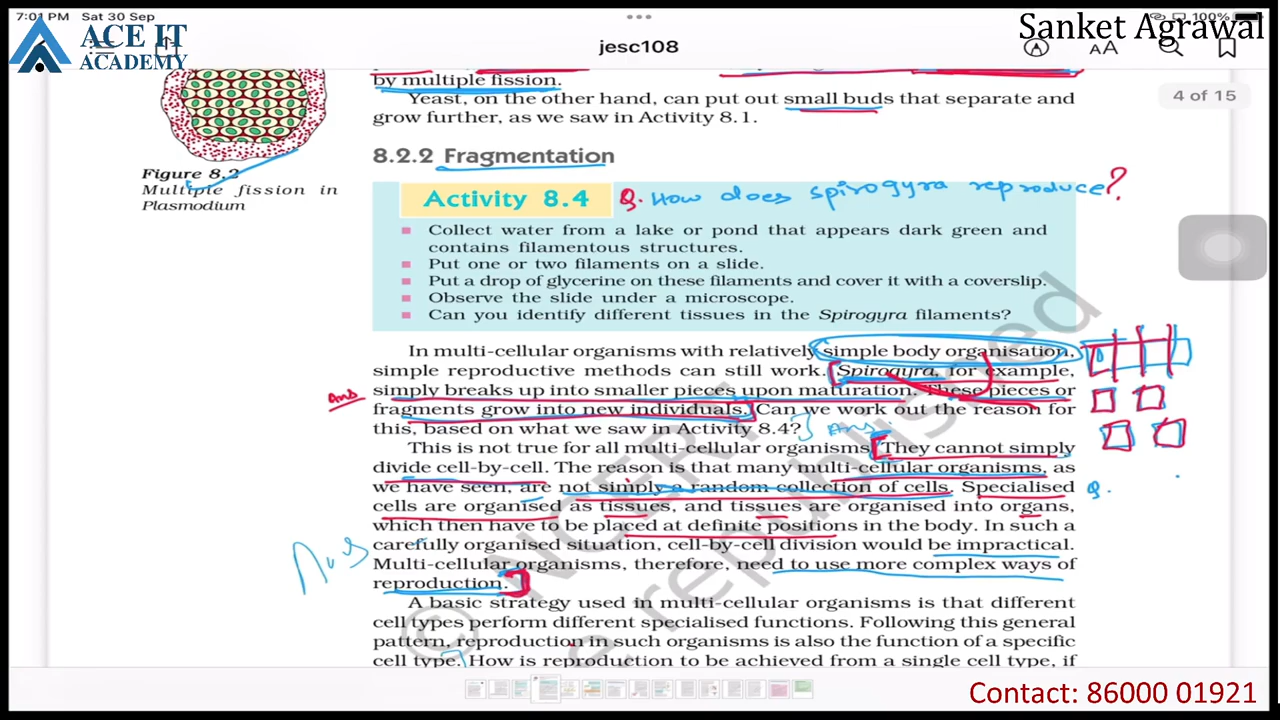 7:01 PM Sat 30 Sep
100%
ACE IT
ACADEMY
Sanket Agrawal
jesc108
AA
4 of 15
by multiple fission.
Yeast, on the other hand, can put out small buds that separate and
grow further, as we saw in Activity 8.1.
Figure 8.2
Multiple fission in
Plasmodium
8.2.2 Fragmentation
Activity 8.4
Q. How does spirogyra reproduce?
Collect water from a lake or pond that appears dark green and
contains filamentous structures.
Put one or two filaments on a slide.
Put a drop of glycerine on these filaments and cover it with a coverslip.
Observe the slide under a microscope.
Can you identify different tissues in the Spirogyra filaments?
In multi-cellular organisms with relatively simple body organisation,
simple reproductive methods can still work. Spirogyra, for example,
Ans
simply breaks up into smaller pieces upon maturation. These pieces or
fragments grow into new individuals. Can we work out the reason for
this, based on what we saw in Activity 8.4?
Ans
This is not true for all multi-cellular organisms. They cannot simply
divide cell-by-cell. The reason is that many multi-cellular organisms, as
we have seen, are not simply a random collection of cells. Specialised
Q.
cells are organised as tissues, and tissues are organised into organs,
which then have to be placed at definite positions in the body. In such a
carefully organised situation, cell-by-cell division would be impractical.
Multi-cellular organisms, therefore, need to use more complex ways of
reproduction.
A basic strategy used in multi-cellular organisms is that different
cell types perform different specialised functions. Following this general
pattern, reproduction in such organisms is also the function of a specific
cell type. How is reproduction to be achieved from a single cell type, if
© NCERT
republished
Contact: 86000 01921